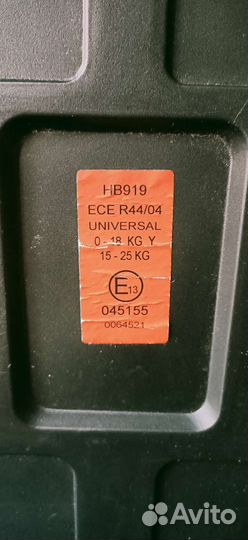 HB919
ECE R44/04
UNIVERSAL
0 - 18 KG Y
15 - 25 KG
E13
045155
0064521
Avito